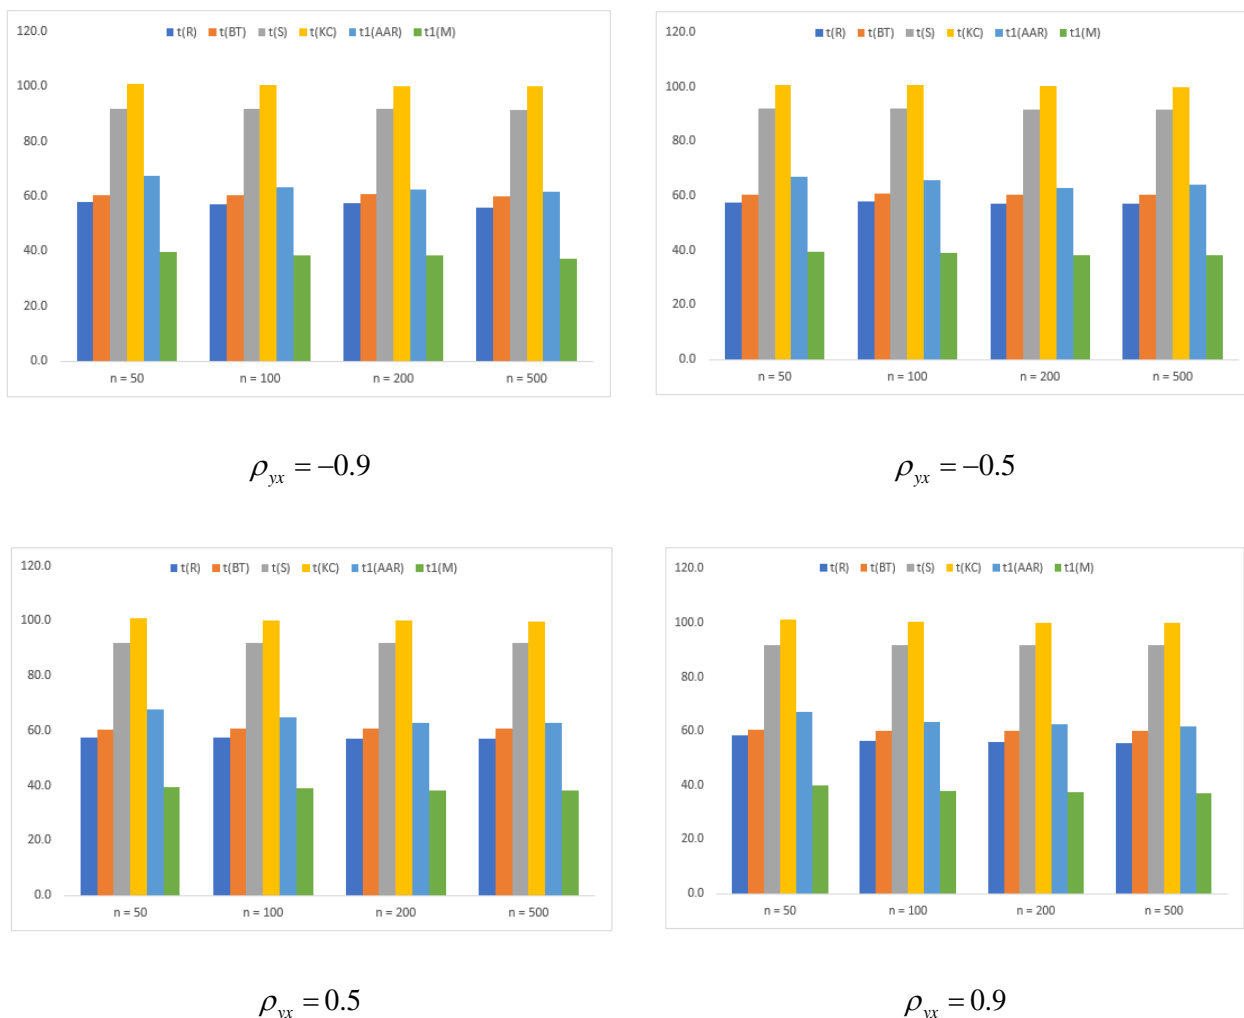 120.0
t(R) t(BT) t(S) t(KC) t1(AAR) t1(M)
100.0
80.0
60.0
40.0
20.0
0.0
n = 50 n = 100 n = 200 n = 500
ρyx = −0.9
120.0
t(R) t(BT) t(S) t(KC) t1(AAR) t1(M)
100.0
80.0
60.0
40.0
20.0
0.0
n = 50 n = 100 n = 200 n = 500
ρyx = −0.5
120.0
t(R) t(BT) t(S) t(KC) t1(AAR) t1(M)
100.0
80.0
60.0
40.0
20.0
0.0
n = 50 n = 100 n = 200 n = 500
ρyx = 0.5
120.0
t(R) t(BT) t(S) t(KC) t1(AAR) t1(M)
100.0
80.0
60.0
40.0
20.0
0.0
n = 50 n = 100 n = 200 n = 500
ρyx = 0.9